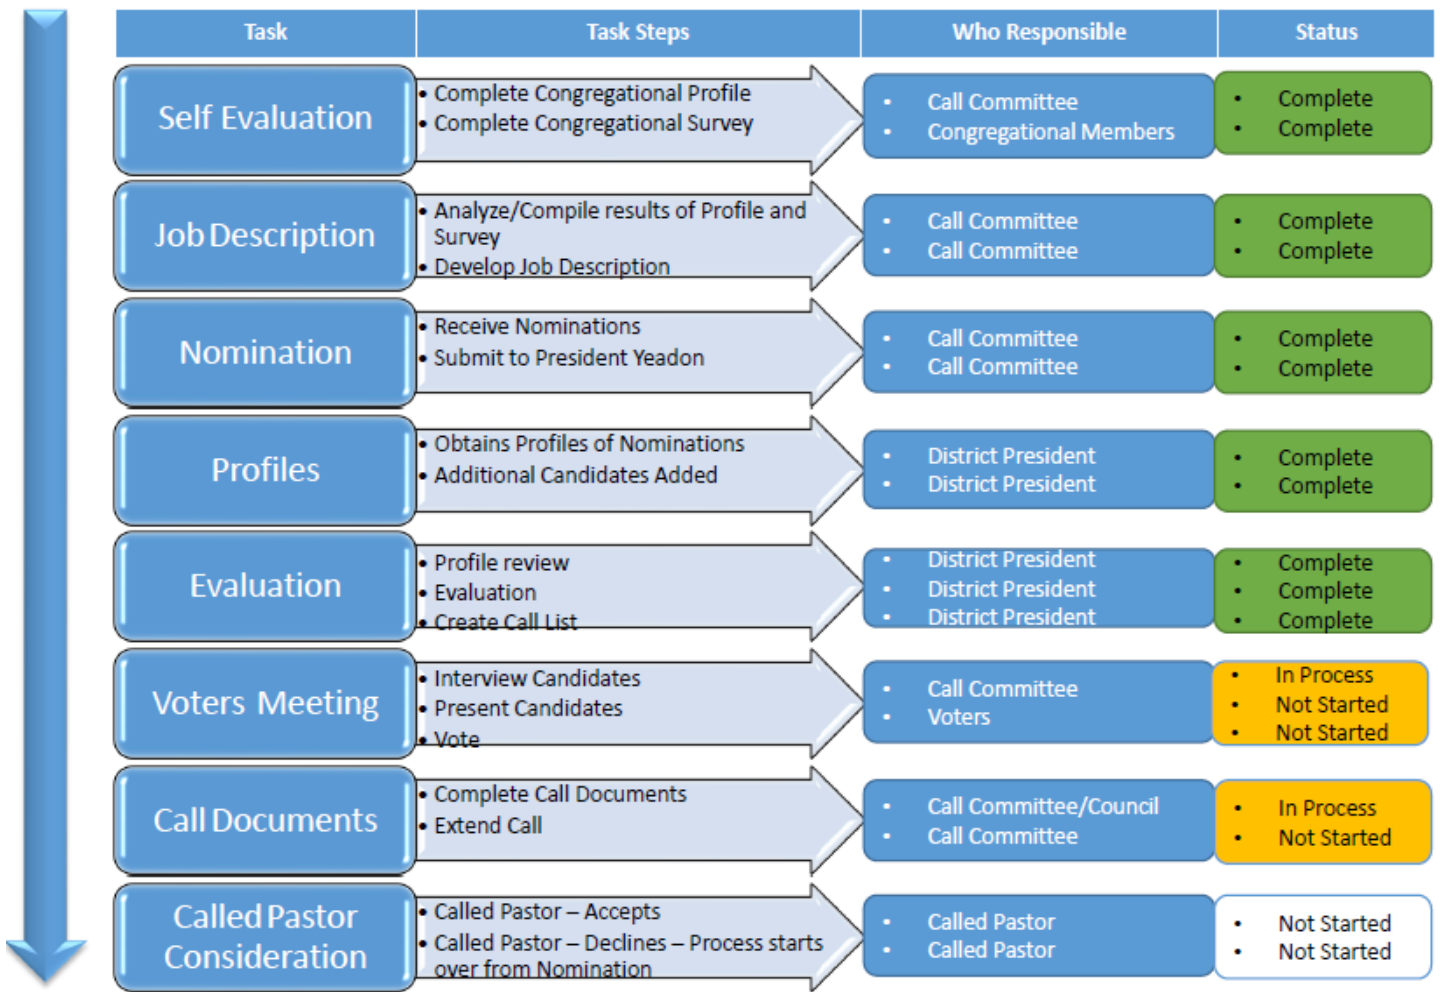 Task Task Steps Who Responsible Status
Self Evaluation
• Complete Congregational Profile
• Complete Congregational Survey
• Call Committee
• Congregational Members
• Complete
• Complete
Job Description
• Analyze/Compile results of Profile and
Survey
• Develop Job Description
• Call Committee
• Call Committee
• Complete
• Complete
Nomination
• Receive Nominations
• Submit to President Yeadon
• Call Committee
• Call Committee
• Complete
• Complete
Profiles
• Obtains Profiles of Nominations
• Additional Candidates Added
• District President
• District President
• Complete
• Complete
Evaluation
• Profile review
• Evaluation
• Create Call List
• District President
• District President
• District President
• Complete
• Complete
• Complete
Voters Meeting
• Interview Candidates
• Present Candidates
• Vote
• Call Committee
• Voters
• In Process
• Not Started
• Not Started
Call Documents
• Complete Call Documents
• Extend Call
• Call Committee/Council
• Call Committee
• In Process
• Not Started
Called Pastor
Consideration
• Called Pastor – Accepts
• Called Pastor – Declines – Process starts
over from Nomination
• Called Pastor
• Called Pastor
• Not Started
• Not Started